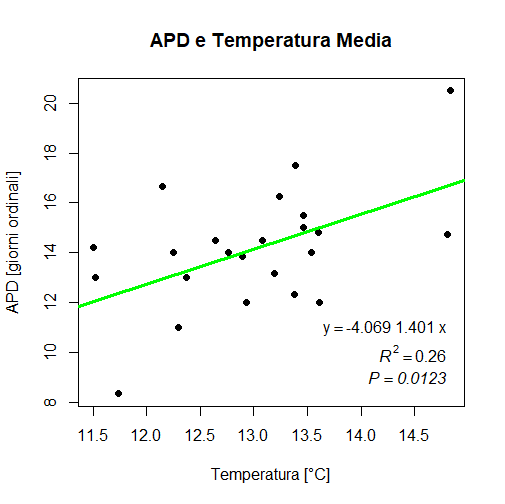 APD e Temperatura Media
APD [giorni ordinali]
20
18
16
14
12
10
8
y = -4.069 1.401 x
R² = 0.26
P = 0.0123
11.5 12.0 12.5 13.0 13.5 14.0 14.5
Temperatura [°C]